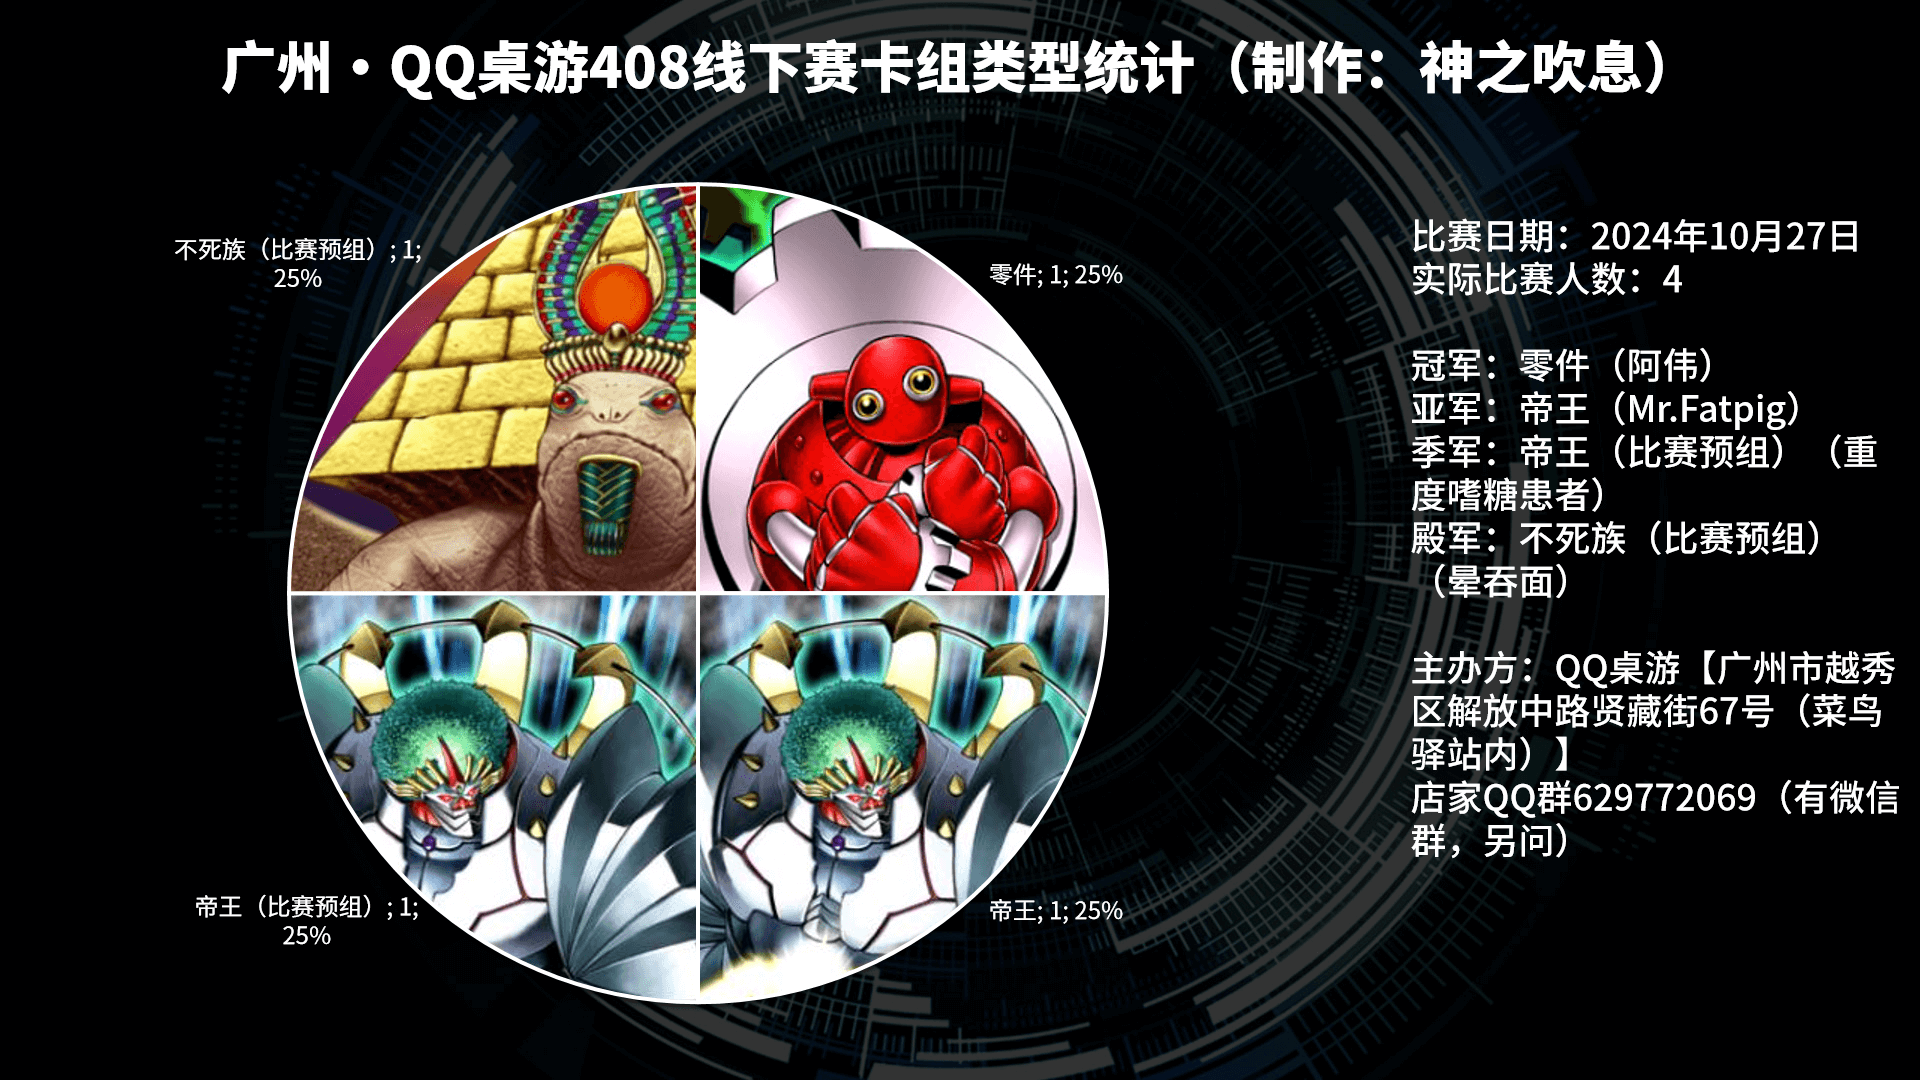 广州·QQ桌游408线下赛卡组类型统计（制作：神之吹息）
不死族（比赛预组）; 1;
25%
零件; 1; 25%
帝王（比赛预组）; 1;
25%
帝王; 1; 25%
比赛日期：2024年10月27日
实际比赛人数：4
冠军：零件（阿伟）
亚军：帝王（Mr.Fatpig）
季军：帝王（比赛预组）（重
度嗜糖患者）
殿军：不死族（比赛预组）
（晕吞面）
主办方：QQ桌游【广州市越秀
区解放中路贤藏街67号（菜鸟
驿站内）】
店家QQ群629772069（有微信
群，另问）